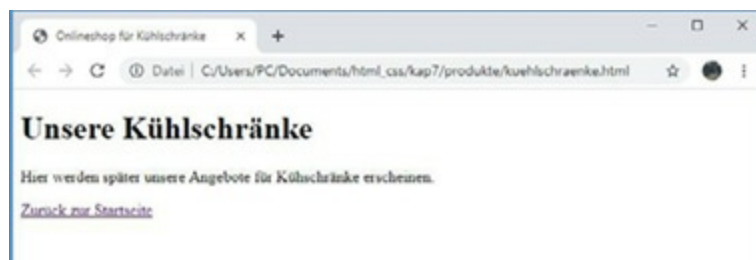 Onlineshop für Kühlschränke
Datei | C:/Users/PC/Documents/html_css/kap7/produkte/kuehlschraenke.html
Unsere Kühlschränke
Hier werden später unsere Angebote für Kühschränke erscheinen.
Zurück zur Startseite